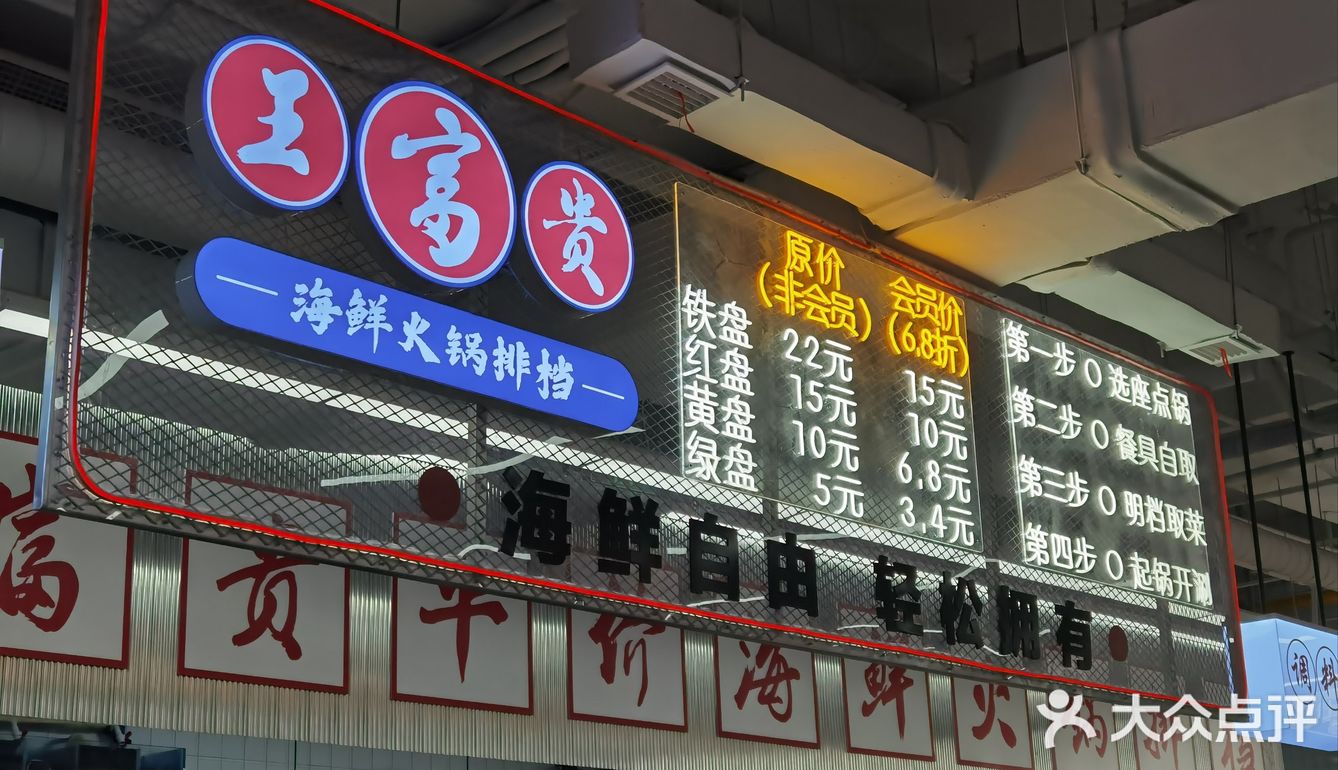 王富贵
海鲜火锅排档
原价 会员价
(非会员) (6.8折)
铁盘 22元 15元
红盘 15元 10元
黄盘 10元 6.8元
绿盘 5元 3.4元
第一步 选座点锅
第二步 餐具自取
第三步 明档取菜
第四步 起锅开涮
海鲜自由 轻松拥有
富贵平价海鲜火锅排档
调料
大众点评